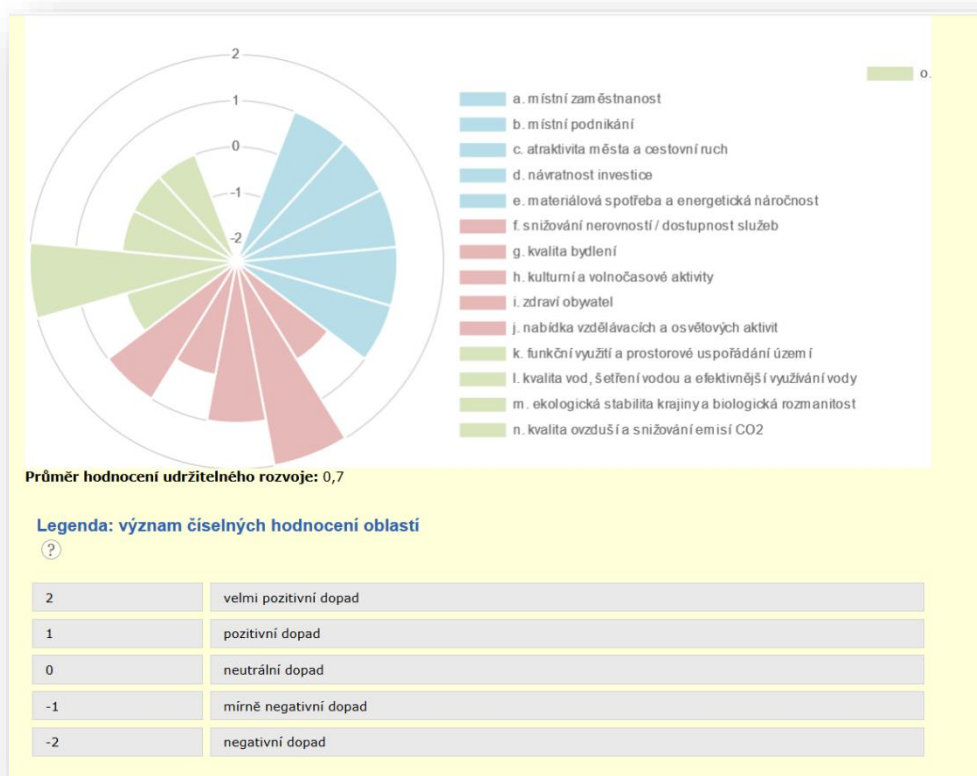 2
1
0
-1
-2
o.
a. místní zaměstnanost
b. místní podnikání
c. atraktivita města a cestovní ruch
d. návratnost investice
e. materiálová spotřeba a energetická náročnost
f. snižování nerovností / dostupnost služeb
g. kvalita bydlení
h. kulturní a volnočasové aktivity
i. zdraví obyvatel
j. nabídka vzdělávacích a osvětových aktivit
k. funkční využití a prostorové uspořádání území
l. kvalita vod, šetření vodou a efektivnější využívání vody
m. ekologická stabilita krajiny a biologická rozmanitost
n. kvalita ovzduší a snižování emisí CO2
Průměr hodnocení udržitelného rozvoje: 0,7
Legenda: význam číselných hodnocení oblastí
?
2 velmi pozitivní dopad
1 pozitivní dopad
0 neutrální dopad
-1 mírně negativní dopad
-2 negativní dopad